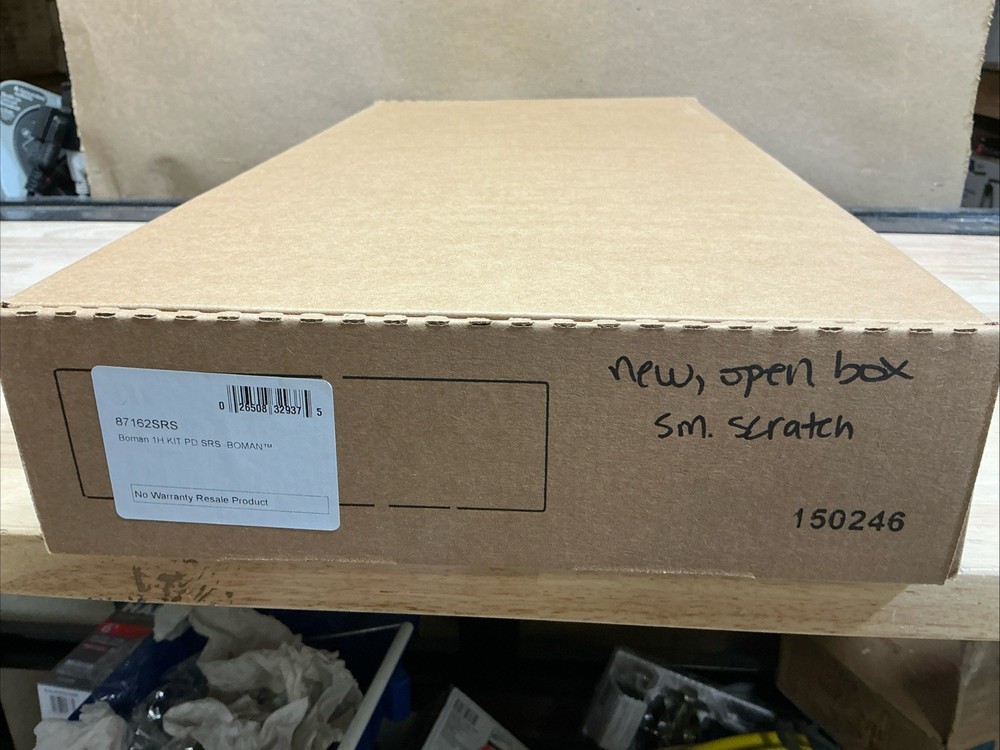 0 26508 32937 5
87162SRS
Boman 1H KIT PD SRS -BOMAN™
No Warranty Resale Product
new, open box
sm. scratch
150246